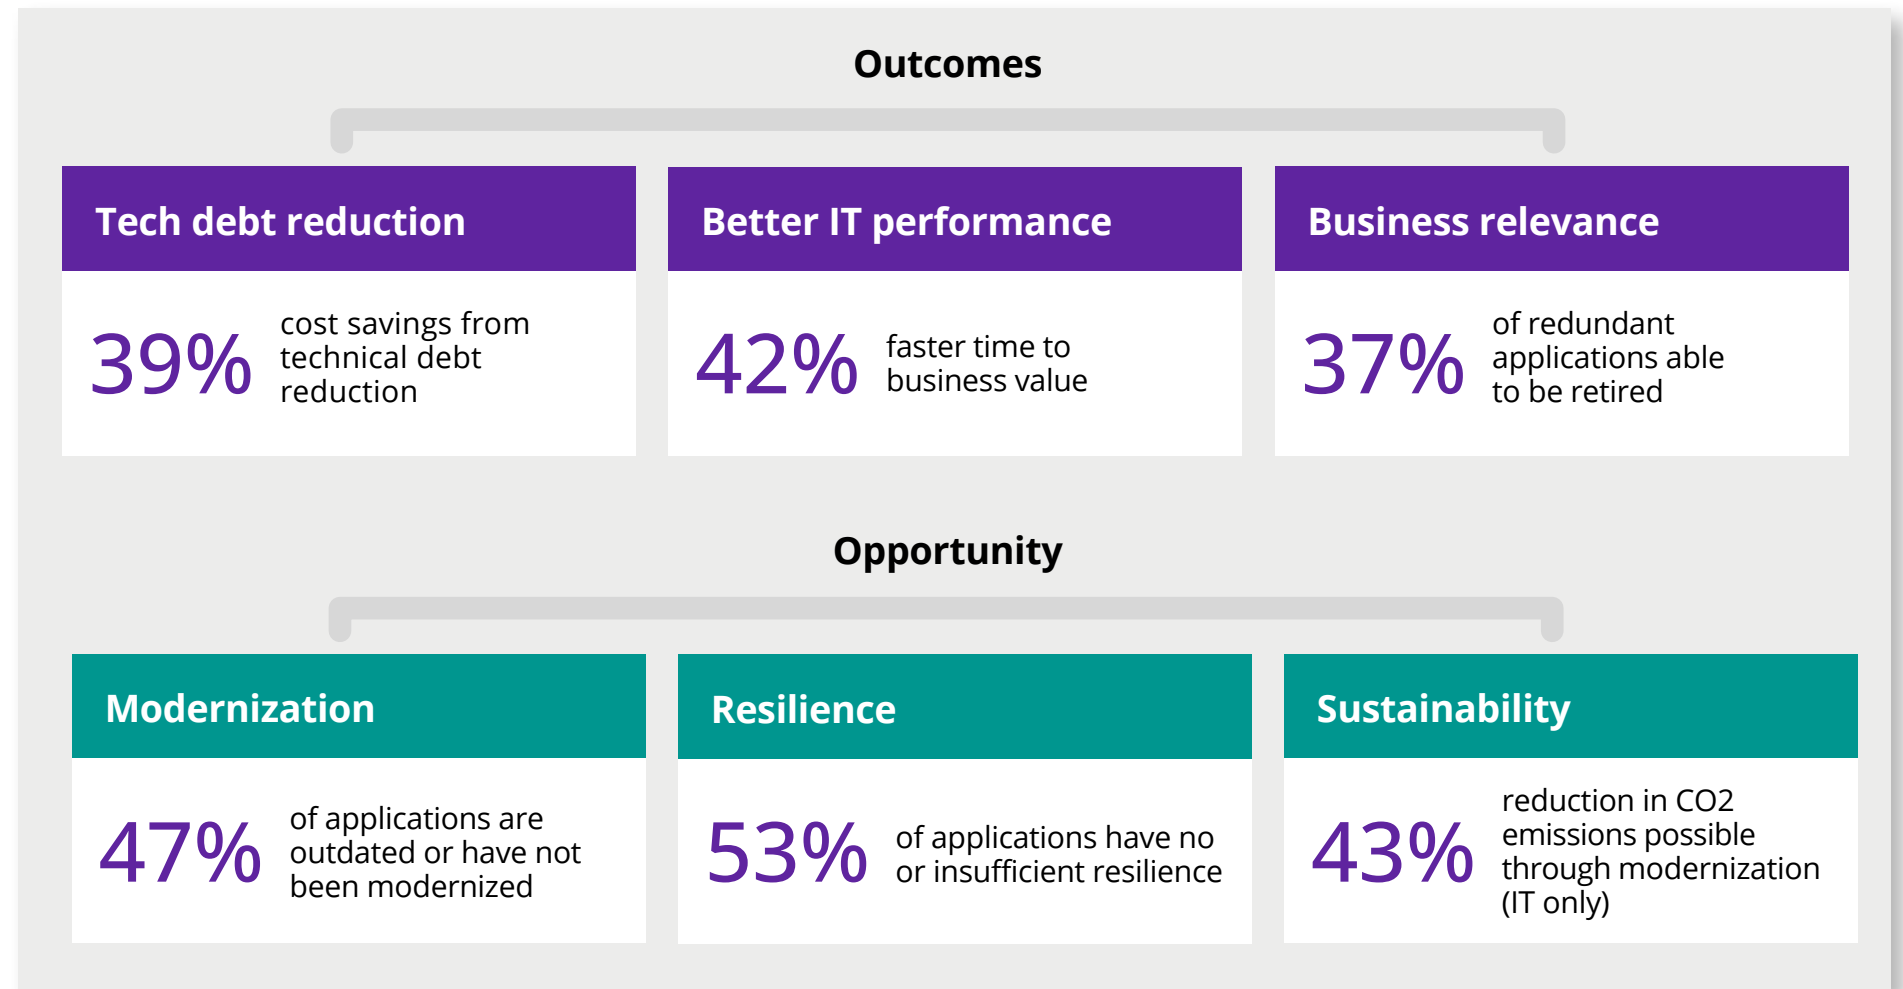 Outcomes
Tech debt reduction
39%
cost savings from
technical debt
reduction
Better IT performance
42%
faster time to
business value
Business relevance
37%
of redundant
applications able
to be retired
Opportunity
Modernization
47%
of applications are
outdated or have not
been modernized
Resilience
53%
of applications have no
or insufficient resilience
Sustainability
43%
reduction in CO2
emissions possible
through modernization
(IT only)